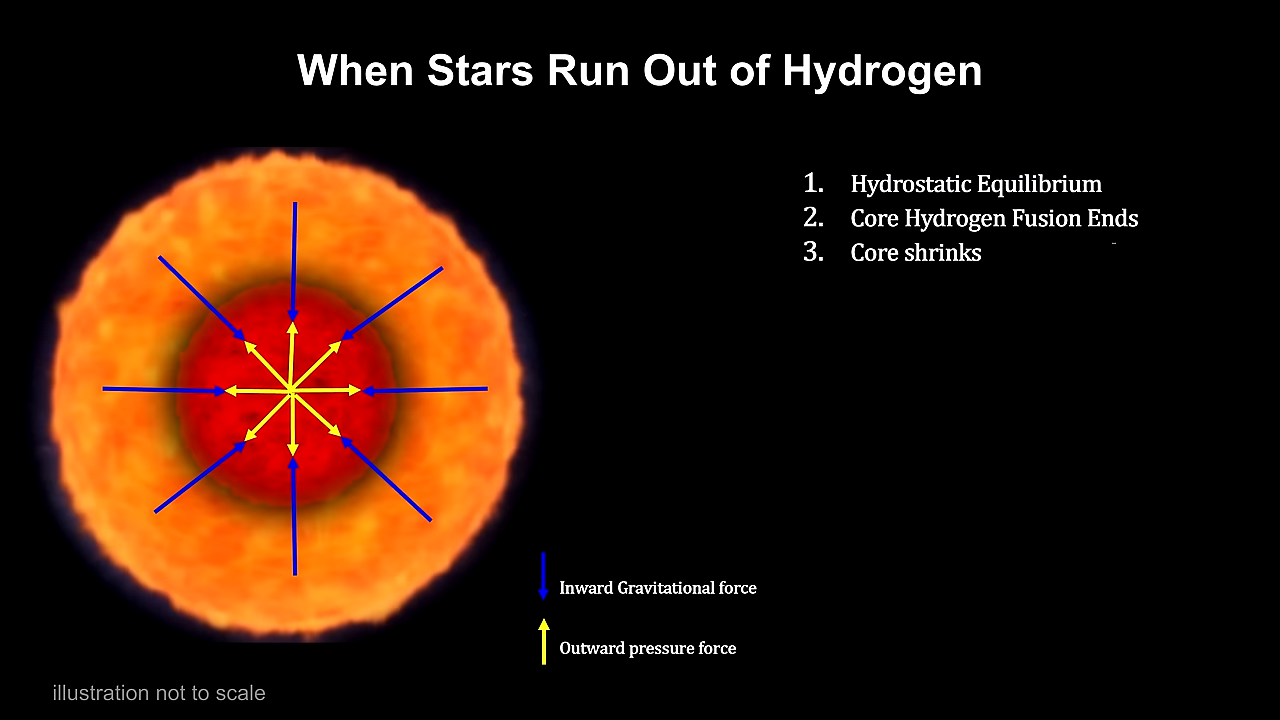 When Stars Run Out of Hydrogen
1. Hydrostatic Equilibrium
2. Core Hydrogen Fusion Ends
3. Core shrinks
Inward Gravitational force
Outward pressure force
illustration not to scale